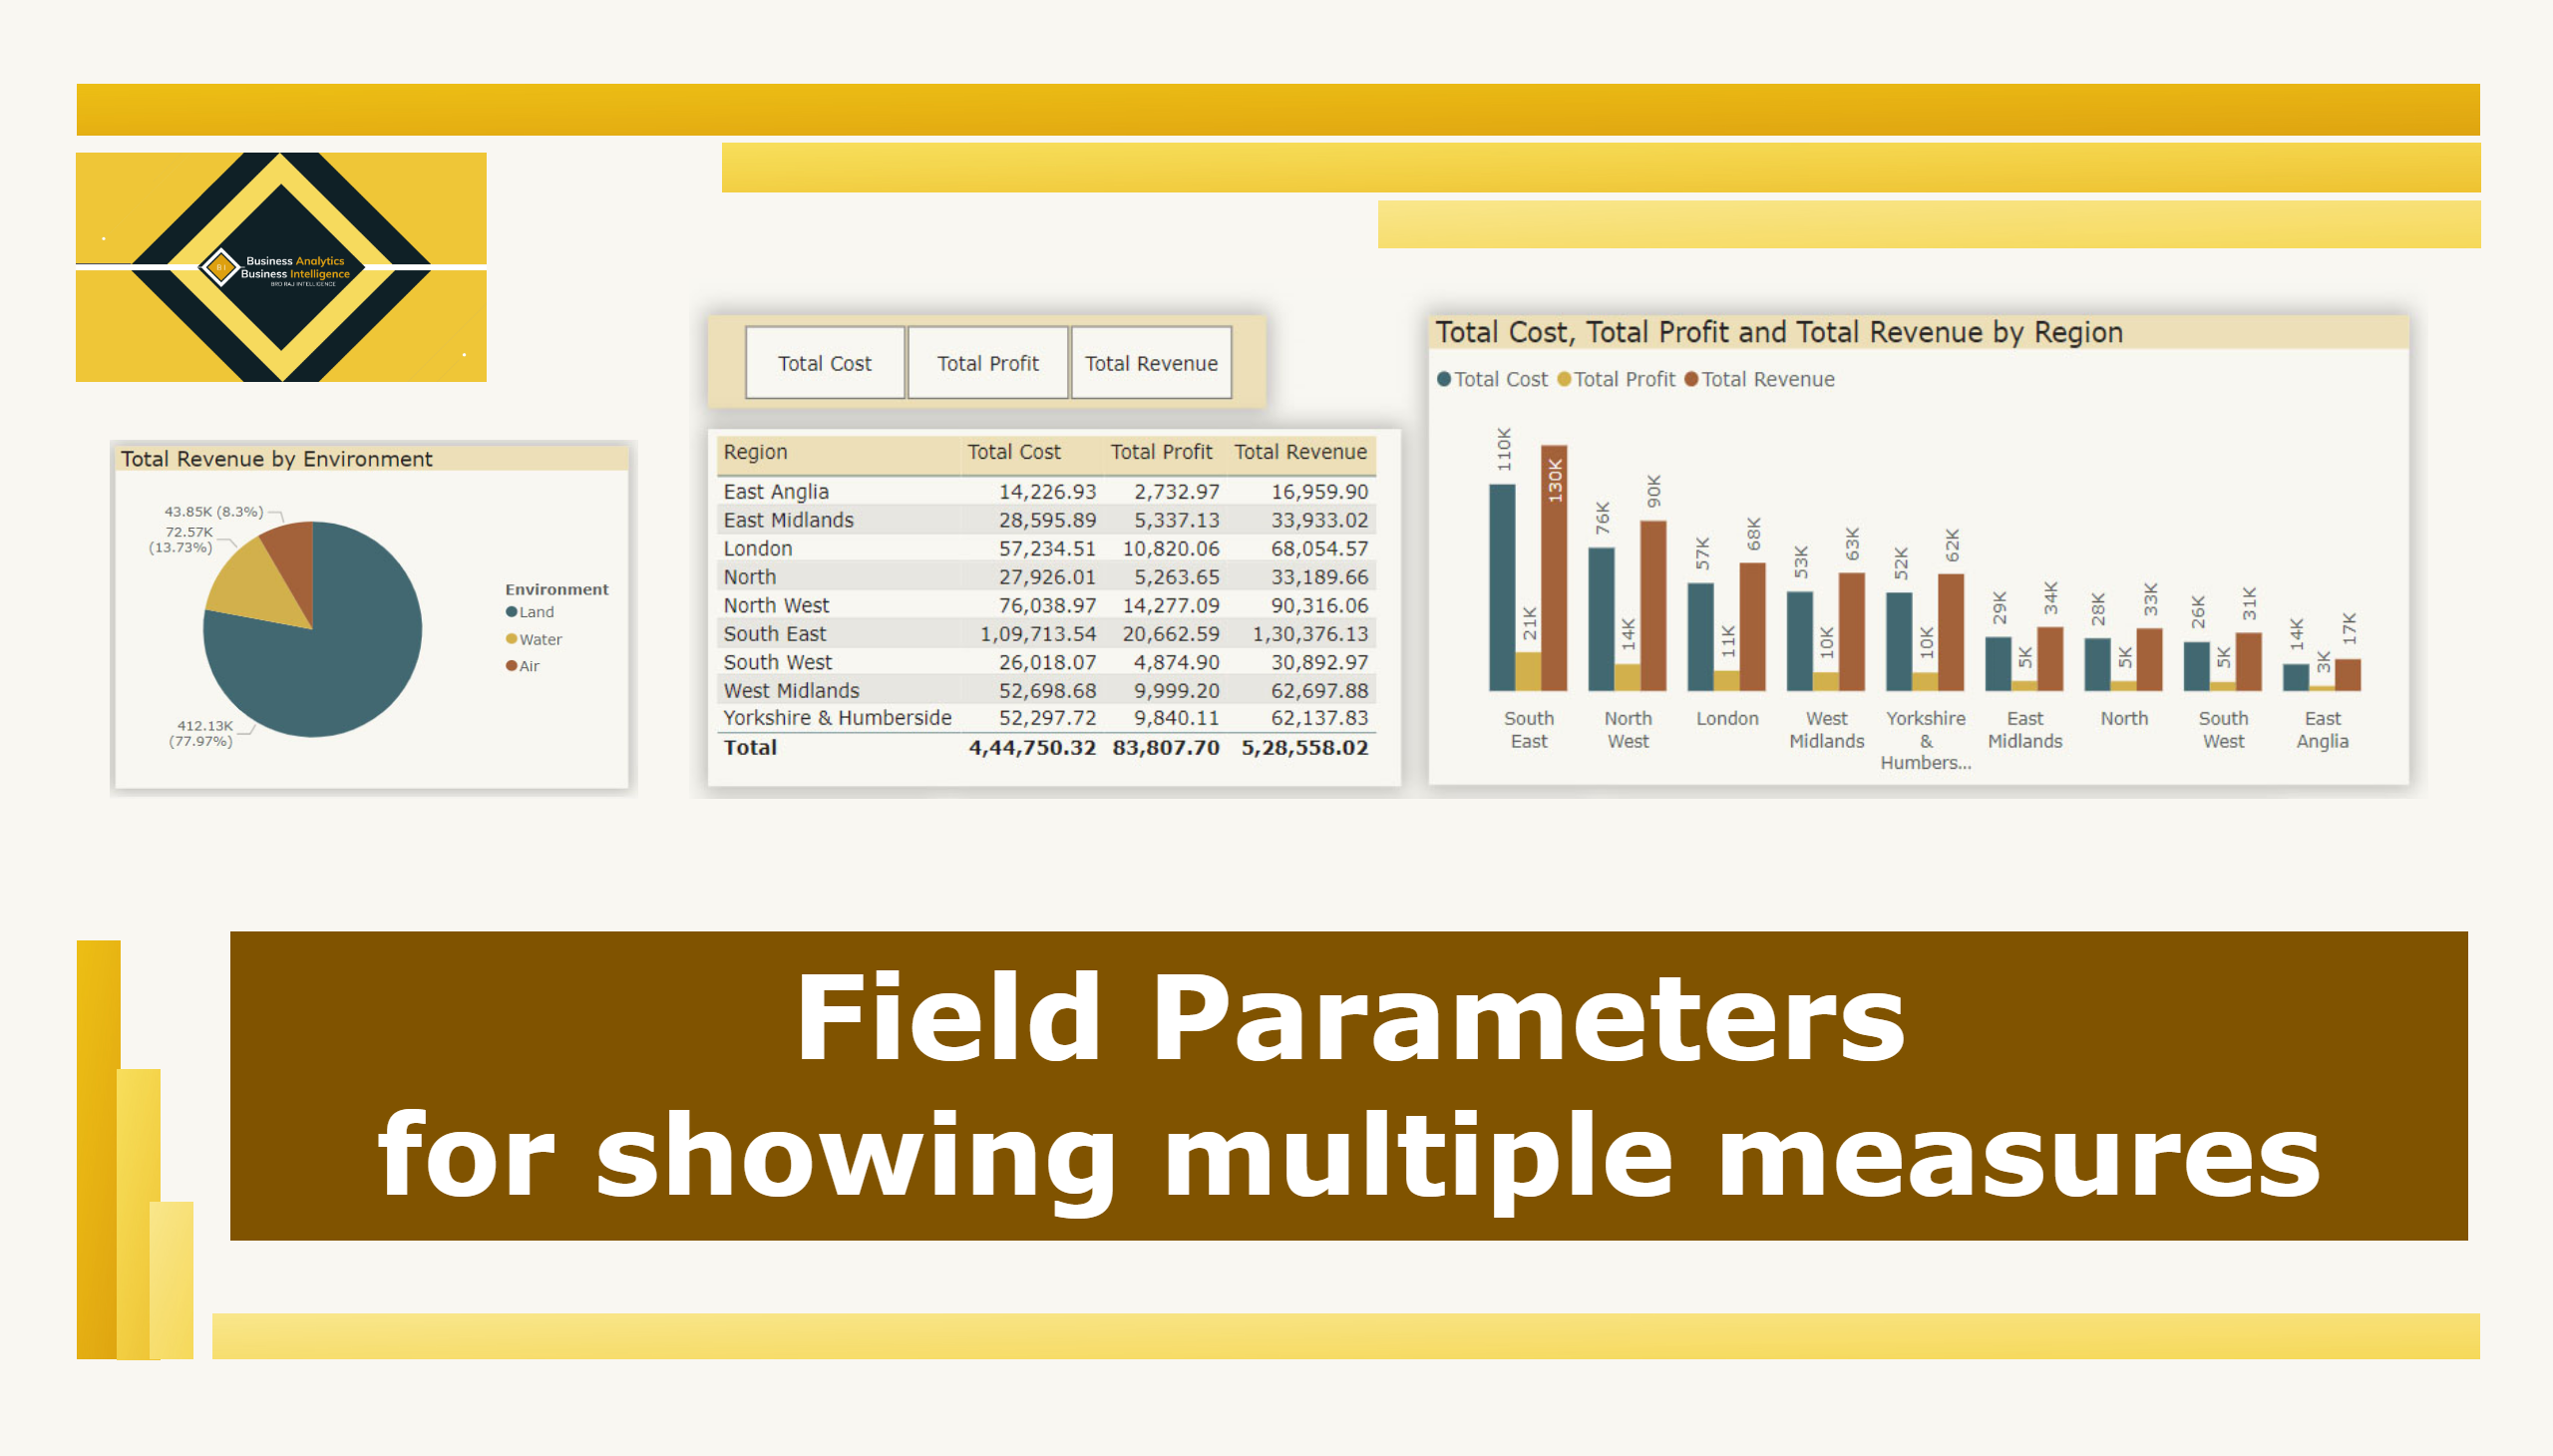 Business Analytics
Business Intelligence
BRO RAJ INTELLIGENCE
Total Revenue by Environment
43.85K (8.3%)
72.57K
(13.73%)
412.13K
(77.97%)
Environment
Land
Water
Air
Total Cost Total Profit Total Revenue
Region Total Cost Total Profit Total Revenue
East Anglia 14,226.93 2,732.97 16,959.90
East Midlands 28,595.89 5,337.13 33,933.02
London 57,234.51 10,820.06 68,054.57
North 27,926.01 5,263.65 33,189.66
North West 76,038.97 14,277.09 90,316.06
South East 1,09,713.54 20,662.59 1,30,376.13
South West 26,018.07 4,874.90 30,892.97
West Midlands 52,698.68 9,999.20 62,697.88
Yorkshire & Humberside 52,297.72 9,840.11 62,137.83
Total 4,44,750.32 83,807.70 5,28,558.02
Total Cost, Total Profit and Total Revenue by Region
Total Cost Total Profit Total Revenue
110K 21K 130K
76K 14K 90K
57K 11K 68K
53K 10K 63K
52K 10K 62K
29K 5K 34K
28K 5K 33K
26K 5K 31K
14K 3K 17K
South
East
North
West
London
West
Midlands
Yorkshire
&
Humbers...
East
Midlands
North
South
West
East
Anglia
Field Parameters
for showing multiple measures